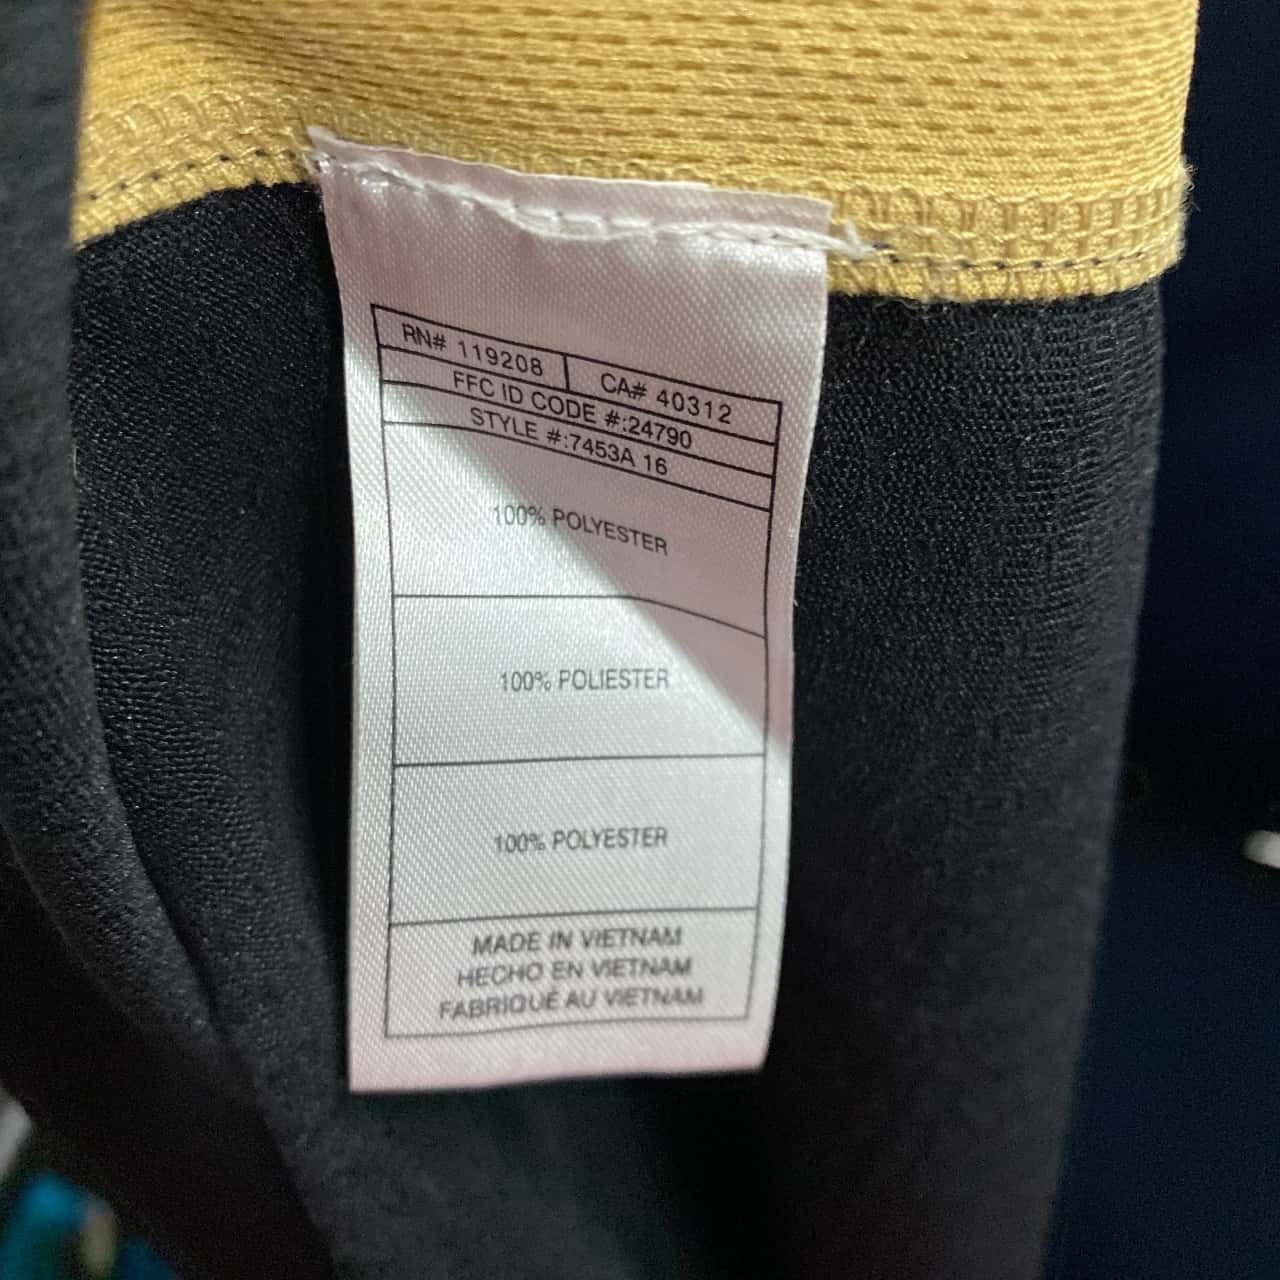 RN# 119208 CA# 40312
FFC ID CODE #:24790
STYLE #:7453A 16
100% POLYESTER
100% POLIESTER
100% POLYESTER
MADE IN VIETNAM
HECHO EN VIETNAM
FABRIQUÉ AU VIETNAM